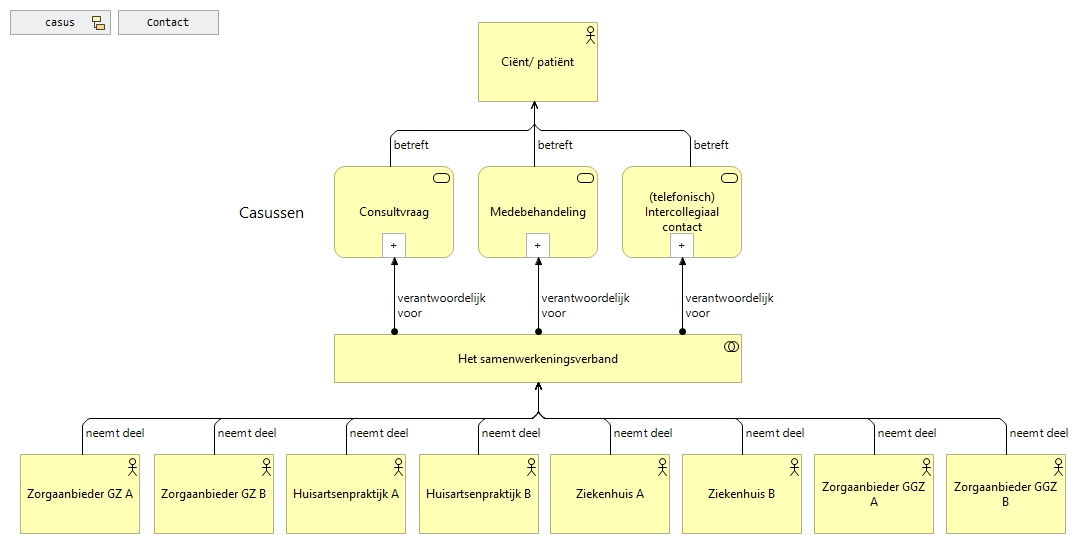 casus
Contact
Ciënt/ patiënt
betreft
betreft
betreft
Casussen
Consultvraag
Medebehandeling
(telefonisch)
Intercollegiaal
contact
+
+
+
verantwoordelijk
voor
verantwoordelijk
voor
verantwoordelijk
voor
Het samenwerkeningsverband
neemt deel
neemt deel
neemt deel
neemt deel
neemt deel
neemt deel
neemt deel
neemt deel
Zorgaanbieder GZ A
Zorgaanbieder GZ B
Huisartsenpraktijk A
Huisartsenpraktijk B
Ziekenhuis A
Ziekenhuis B
Zorgaanbieder GGZ
A
Zorgaanbieder GGZ
B